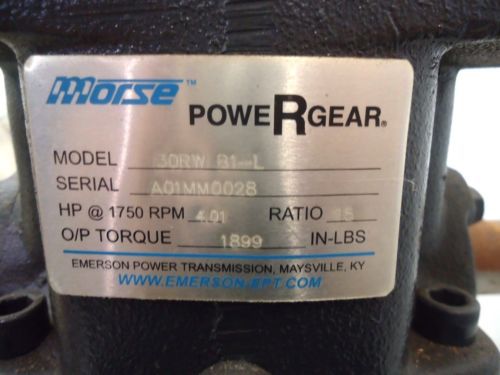 Morse™
POWERGEAR®
MODEL 30RW B1--L
SERIAL A01MM0028
HP @ 1750 RPM 4.01 RATIO 15
O/P TORQUE 1899 IN-LBS
EMERSON POWER TRANSMISSION, MAYSVILLE, KY
WWW.EMERSON-EPT.COM